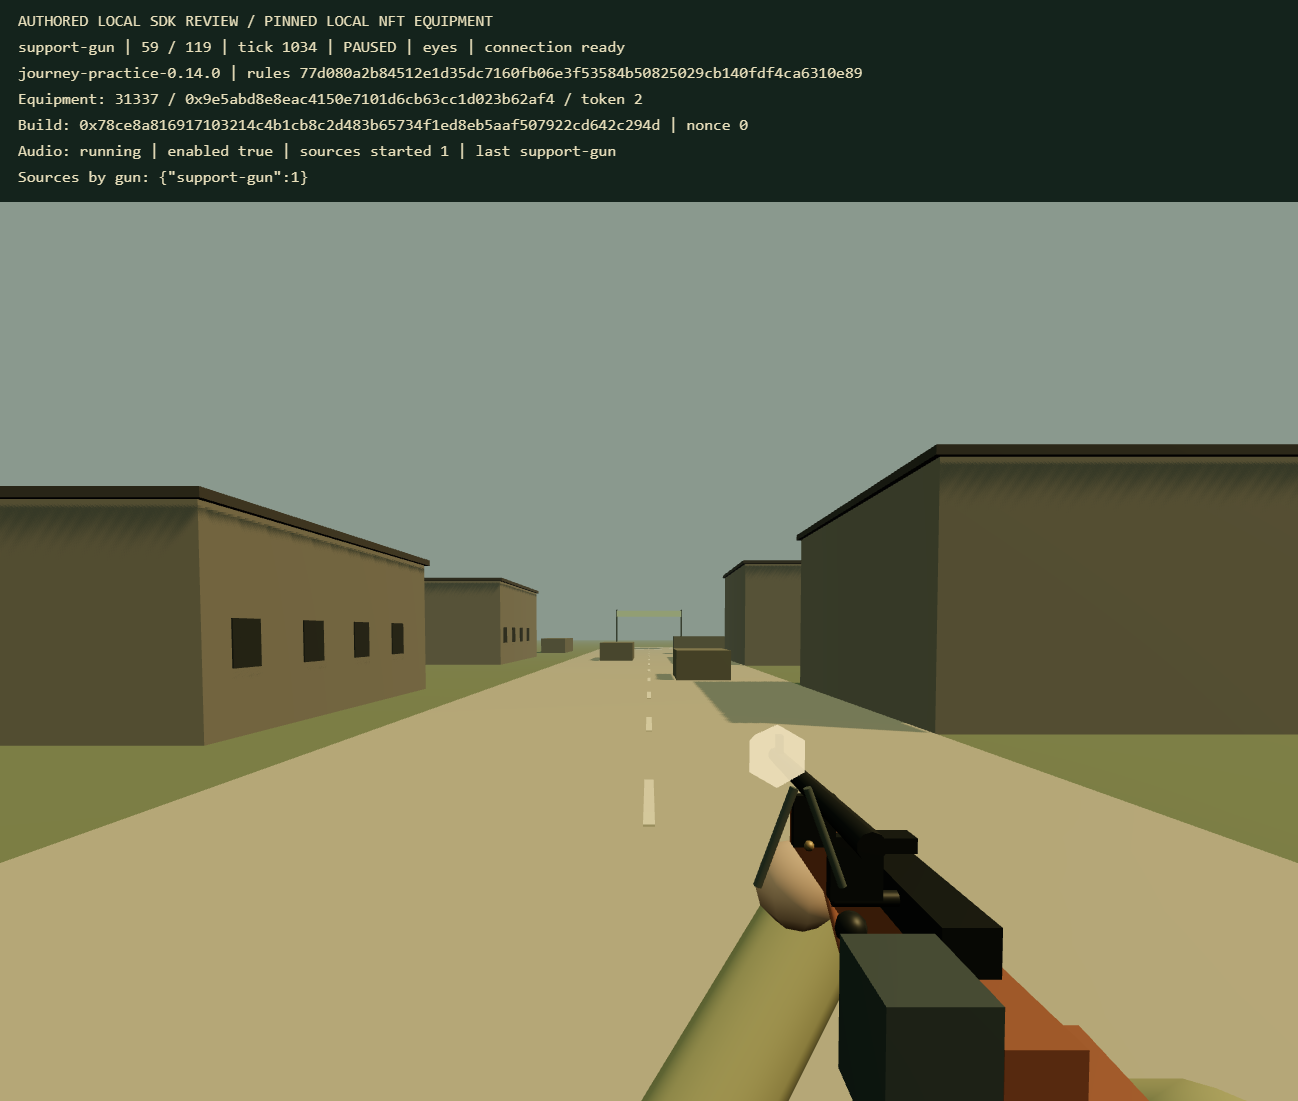 AUTHORED LOCAL SDK REVIEW / PINNED LOCAL NFT EQUIPMENT
support-gun | 59 / 119 | tick 1034 | PAUSED | eyes | connection ready
journey-practice-0.14.0 | rules 77d080a2b84512e1d35dc7160fb06e3f53584b50825029cb140fdf4ca6310e89
Equipment: 31337 / 0x9e5abd8e8eac4150e7101d6cb63cc1d023b62af4 / token 2
Build: 0x78ce8a816917103214c4b1cb8c2d483b65734f1ed8eb5aaf507922cd642c294d | nonce 0
Audio: running | enabled true | sources started 1 | last support-gun
Sources by gun: {"support-gun":1}